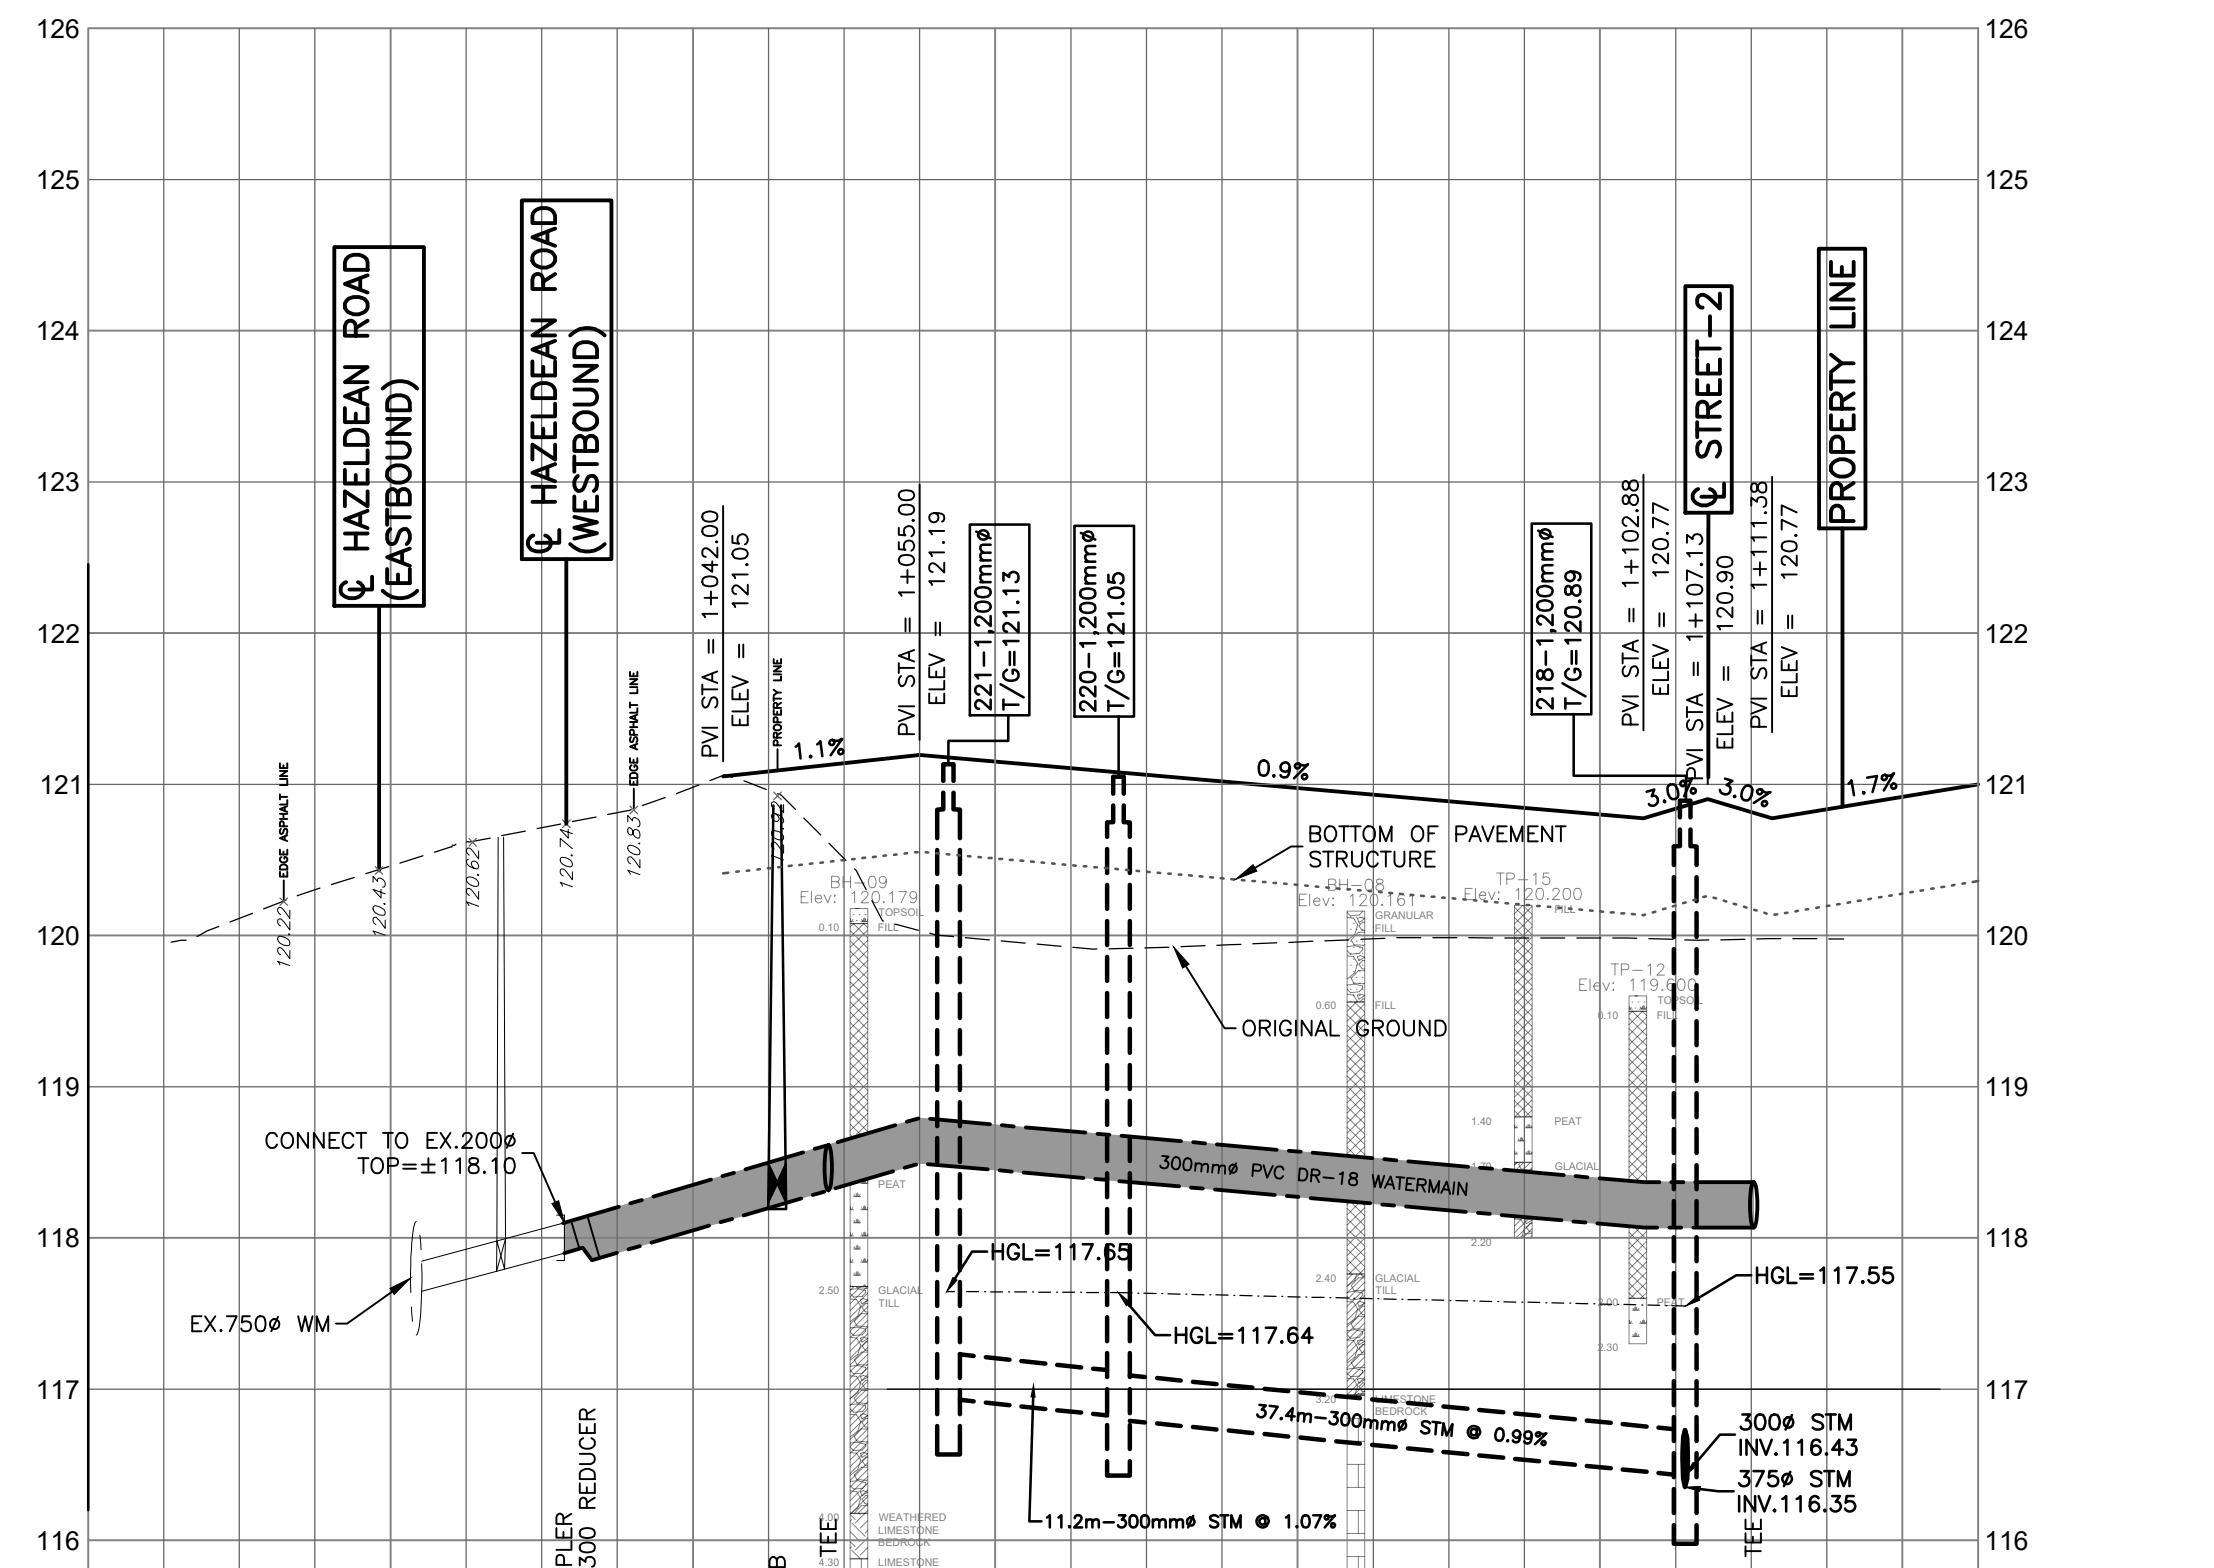 126
126
125
125
124
124
123
123
122
122
121
121
120
120
119
119
118
118
117
117
116
116
℄ HAZELDEAN ROAD
(EASTBOUND)
℄ HAZELDEAN ROAD
(WESTBOUND)
℄ STREET-2
PROPERTY LINE
EDGE ASPHALT LINE
120.22
120.43
120.62
120.74
EDGE ASPHALT LINE
120.83
PVI STA = 1+042.00
ELEV = 121.05
PROPERTY LINE
120.92
1.1%
PVI STA = 1+055.00
ELEV = 121.19
221-1,200mmø
T/G=121.13
220-1,200mmø
T/G=121.05
0.9%
218-1,200mmø
T/G=120.89
PVI STA = 1+102.88
ELEV = 120.77
PVI STA = 1+107.13
ELEV = 120.90
PVI STA = 1+111.38
ELEV = 120.77
3.0%
3.0%
1.7%
BOTTOM OF PAVEMENT
STRUCTURE
ORIGINAL GROUND
BH-09
Elev: 120.179
TOPSOIL
0.10
FILL
PEAT
2.50
GLACIAL
TILL
4.00
WEATHERED
LIMESTONE
BEDROCK
4.30
LIMESTONE
BH-08
Elev: 120.161
GRANULAR
FILL
0.60
FILL
2.40
GLACIAL
TILL
3.20
LIMESTONE
BEDROCK
TP-15
Elev: 120.200
FILL
1.40
PEAT
1.70
GLACIAL
2.20
TP-12
Elev: 119.600
TOPSOIL
0.10
FILL
2.00
PEAT
2.30
CONNECT TO EX.200ø
TOP=±118.10
EX.750ø WM
300mmø PVC DR-18 WATERMAIN
HGL=117.65
HGL=117.64
HGL=117.55
37.4m-300mmø STM @ 0.99%
11.2m-300mmø STM @ 1.07%
300ø STM
INV.116.43
375ø STM
INV.116.35
PLER
300 REDUCER
B
TEE
TEE